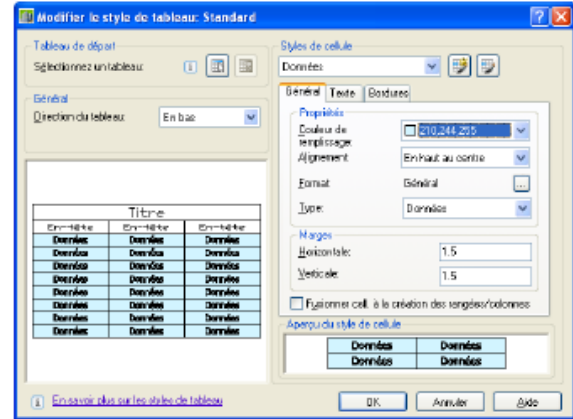 Modifier le style de tableau: Standard
Tableau de départ
Sélectionnez un tableau:
Général
Direction du tableau:
En bas
Titre
En-tête En-tête En-tête
Données Données Données
Données Données Données
Données Données Données
Données Données Données
Données Données Données
Données Données Données
Données Données Données
Données Données Données
En savoir plus sur les styles de tableau
Styles de cellule
Données
Général Texte Bordures
Propriétés
Couleur de remplissage:
210,244,255
Alignement
En haut au centre
Format
Général
...
Type:
Données
Marges
Horizontale:
1.5
Verticale:
1.5
Fusionner cell. à la création des rangées/colonnes
Aperçu du style de cellule
Données Données
Données Données
OK Annuler Aide